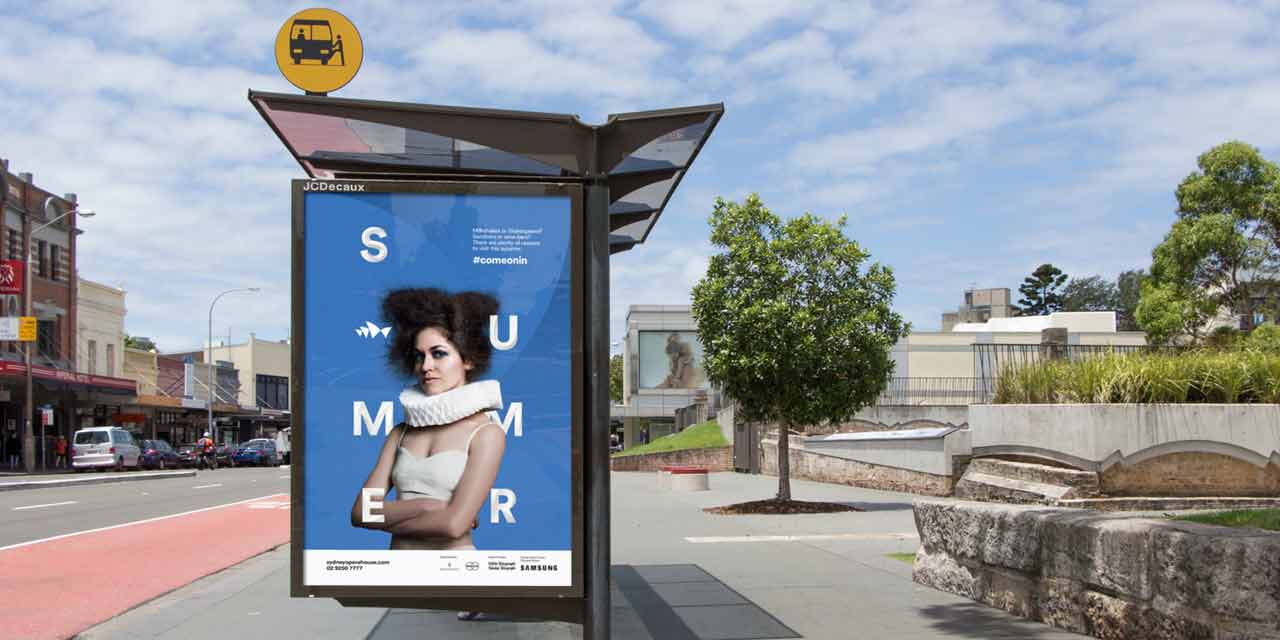 JCDecaux
S
Milkshakes or Shakespeare?
Sunshine or wine bars?
There are plenty of reasons
to visit this summer.
#comeonin
U
M M
E R
sydneyoperahouse.com
02 9250 7777
SAMSUNG